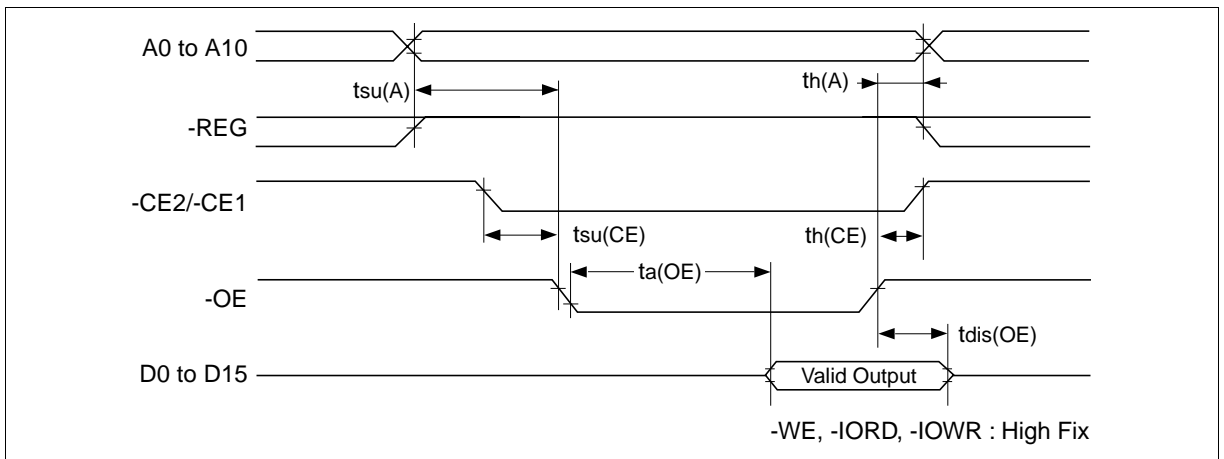 A0 to A10
tsu(A)
th(A)
-REG
-CE2/-CE1
tsu(CE)
th(CE)
ta(OE)
-OE
tdis(OE)
D0 to D15
Valid Output
-WE, -IORD, -IOWR : High Fix